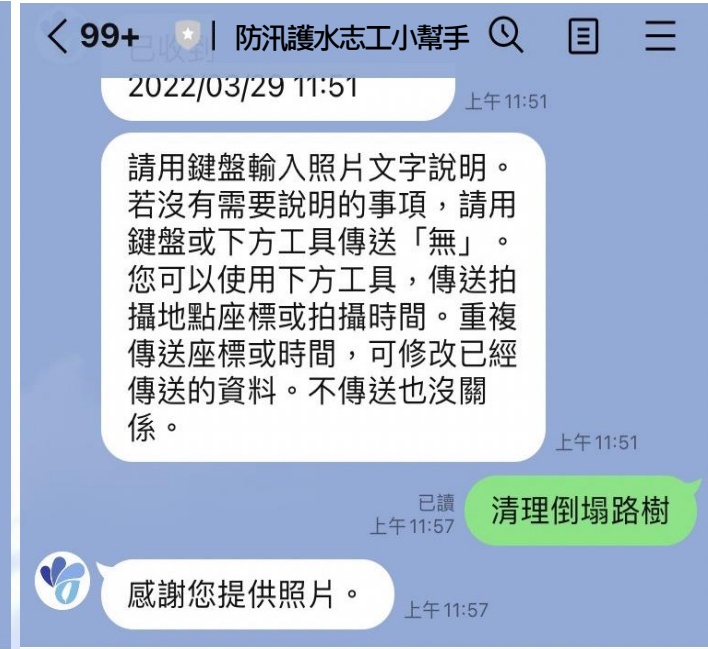 99+ 防汛護水志工小幫手
已收到
2022/03/29 11:51
上午11:51
請用鍵盤輸入照片文字說明。
若沒有需要說明的事項，請用
鍵盤或下方工具傳送「無」。
您可以使用下方工具，傳送拍
攝地點座標或拍攝時間。重複
傳送座標或時間，可修改已經
傳送的資料。不傳送也沒關
係。
上午11:51
已讀
上午11:57
清理倒塌路樹
感謝您提供照片。
上午11:57